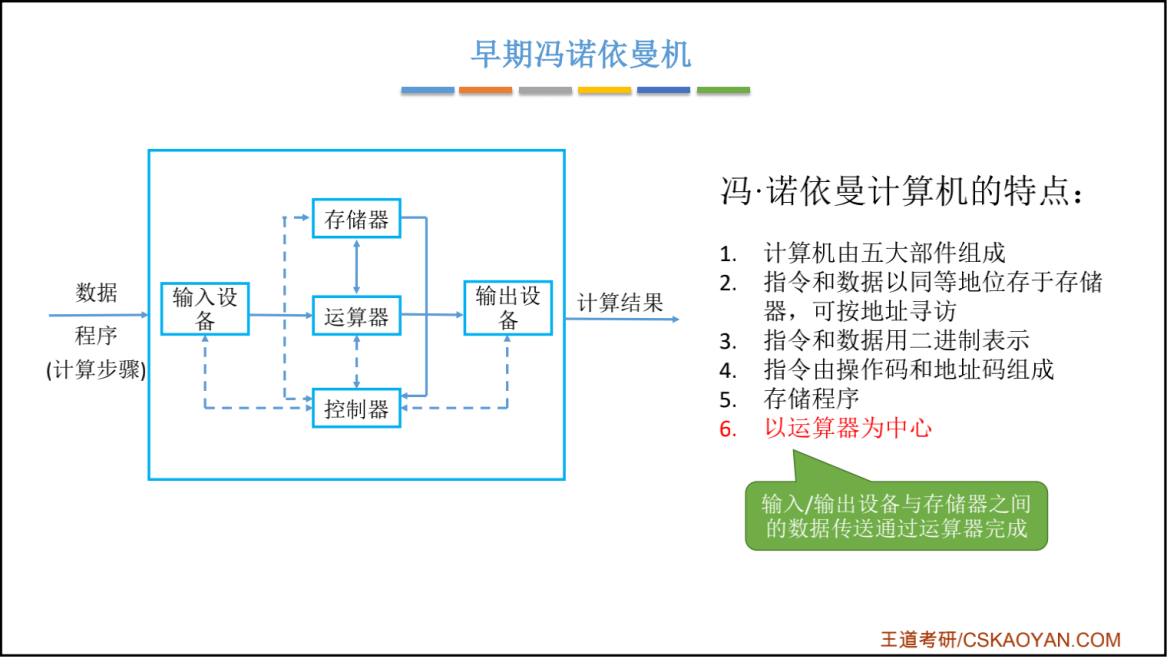 早期冯诺依曼机
数据
程序
(计算步骤)
输入设
备
存储器
运算器
控制器
输出设
备
计算结果
冯·诺依曼计算机的特点：
1. 计算机由五大部件组成
2. 指令和数据以同等地位存于存储
器，可按地址寻访
3. 指令和数据用二进制表示
4. 指令由操作码和地址码组成
5. 存储程序
6. 以运算器为中心
输入/输出设备与存储器之间
的数据传送通过运算器完成
王道考研/CSKAOYAN.COM